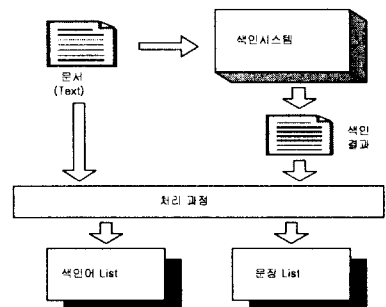 문서
(Text)
색인시스템
색인
결과
처리 과정
색인어 List
문장 List